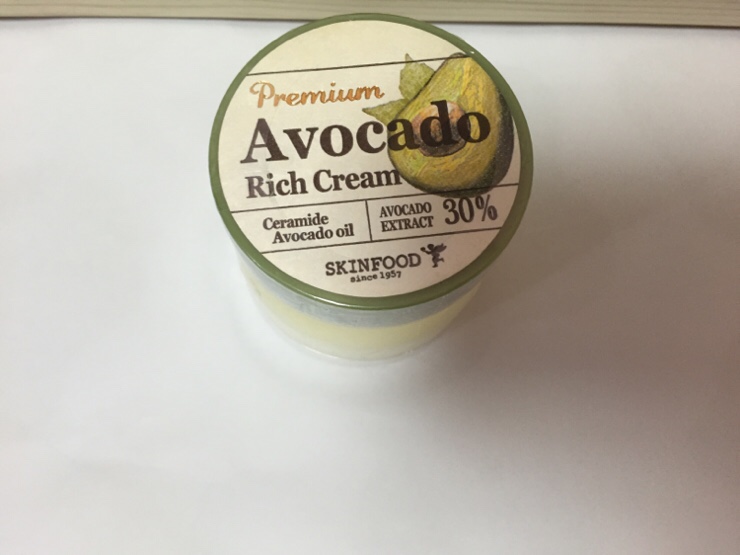 Premium
Avocado
Rich Cream
Ceramide
Avocado oil
AVOCADO
EXTRACT 30%
SKINFOOD
since 1957